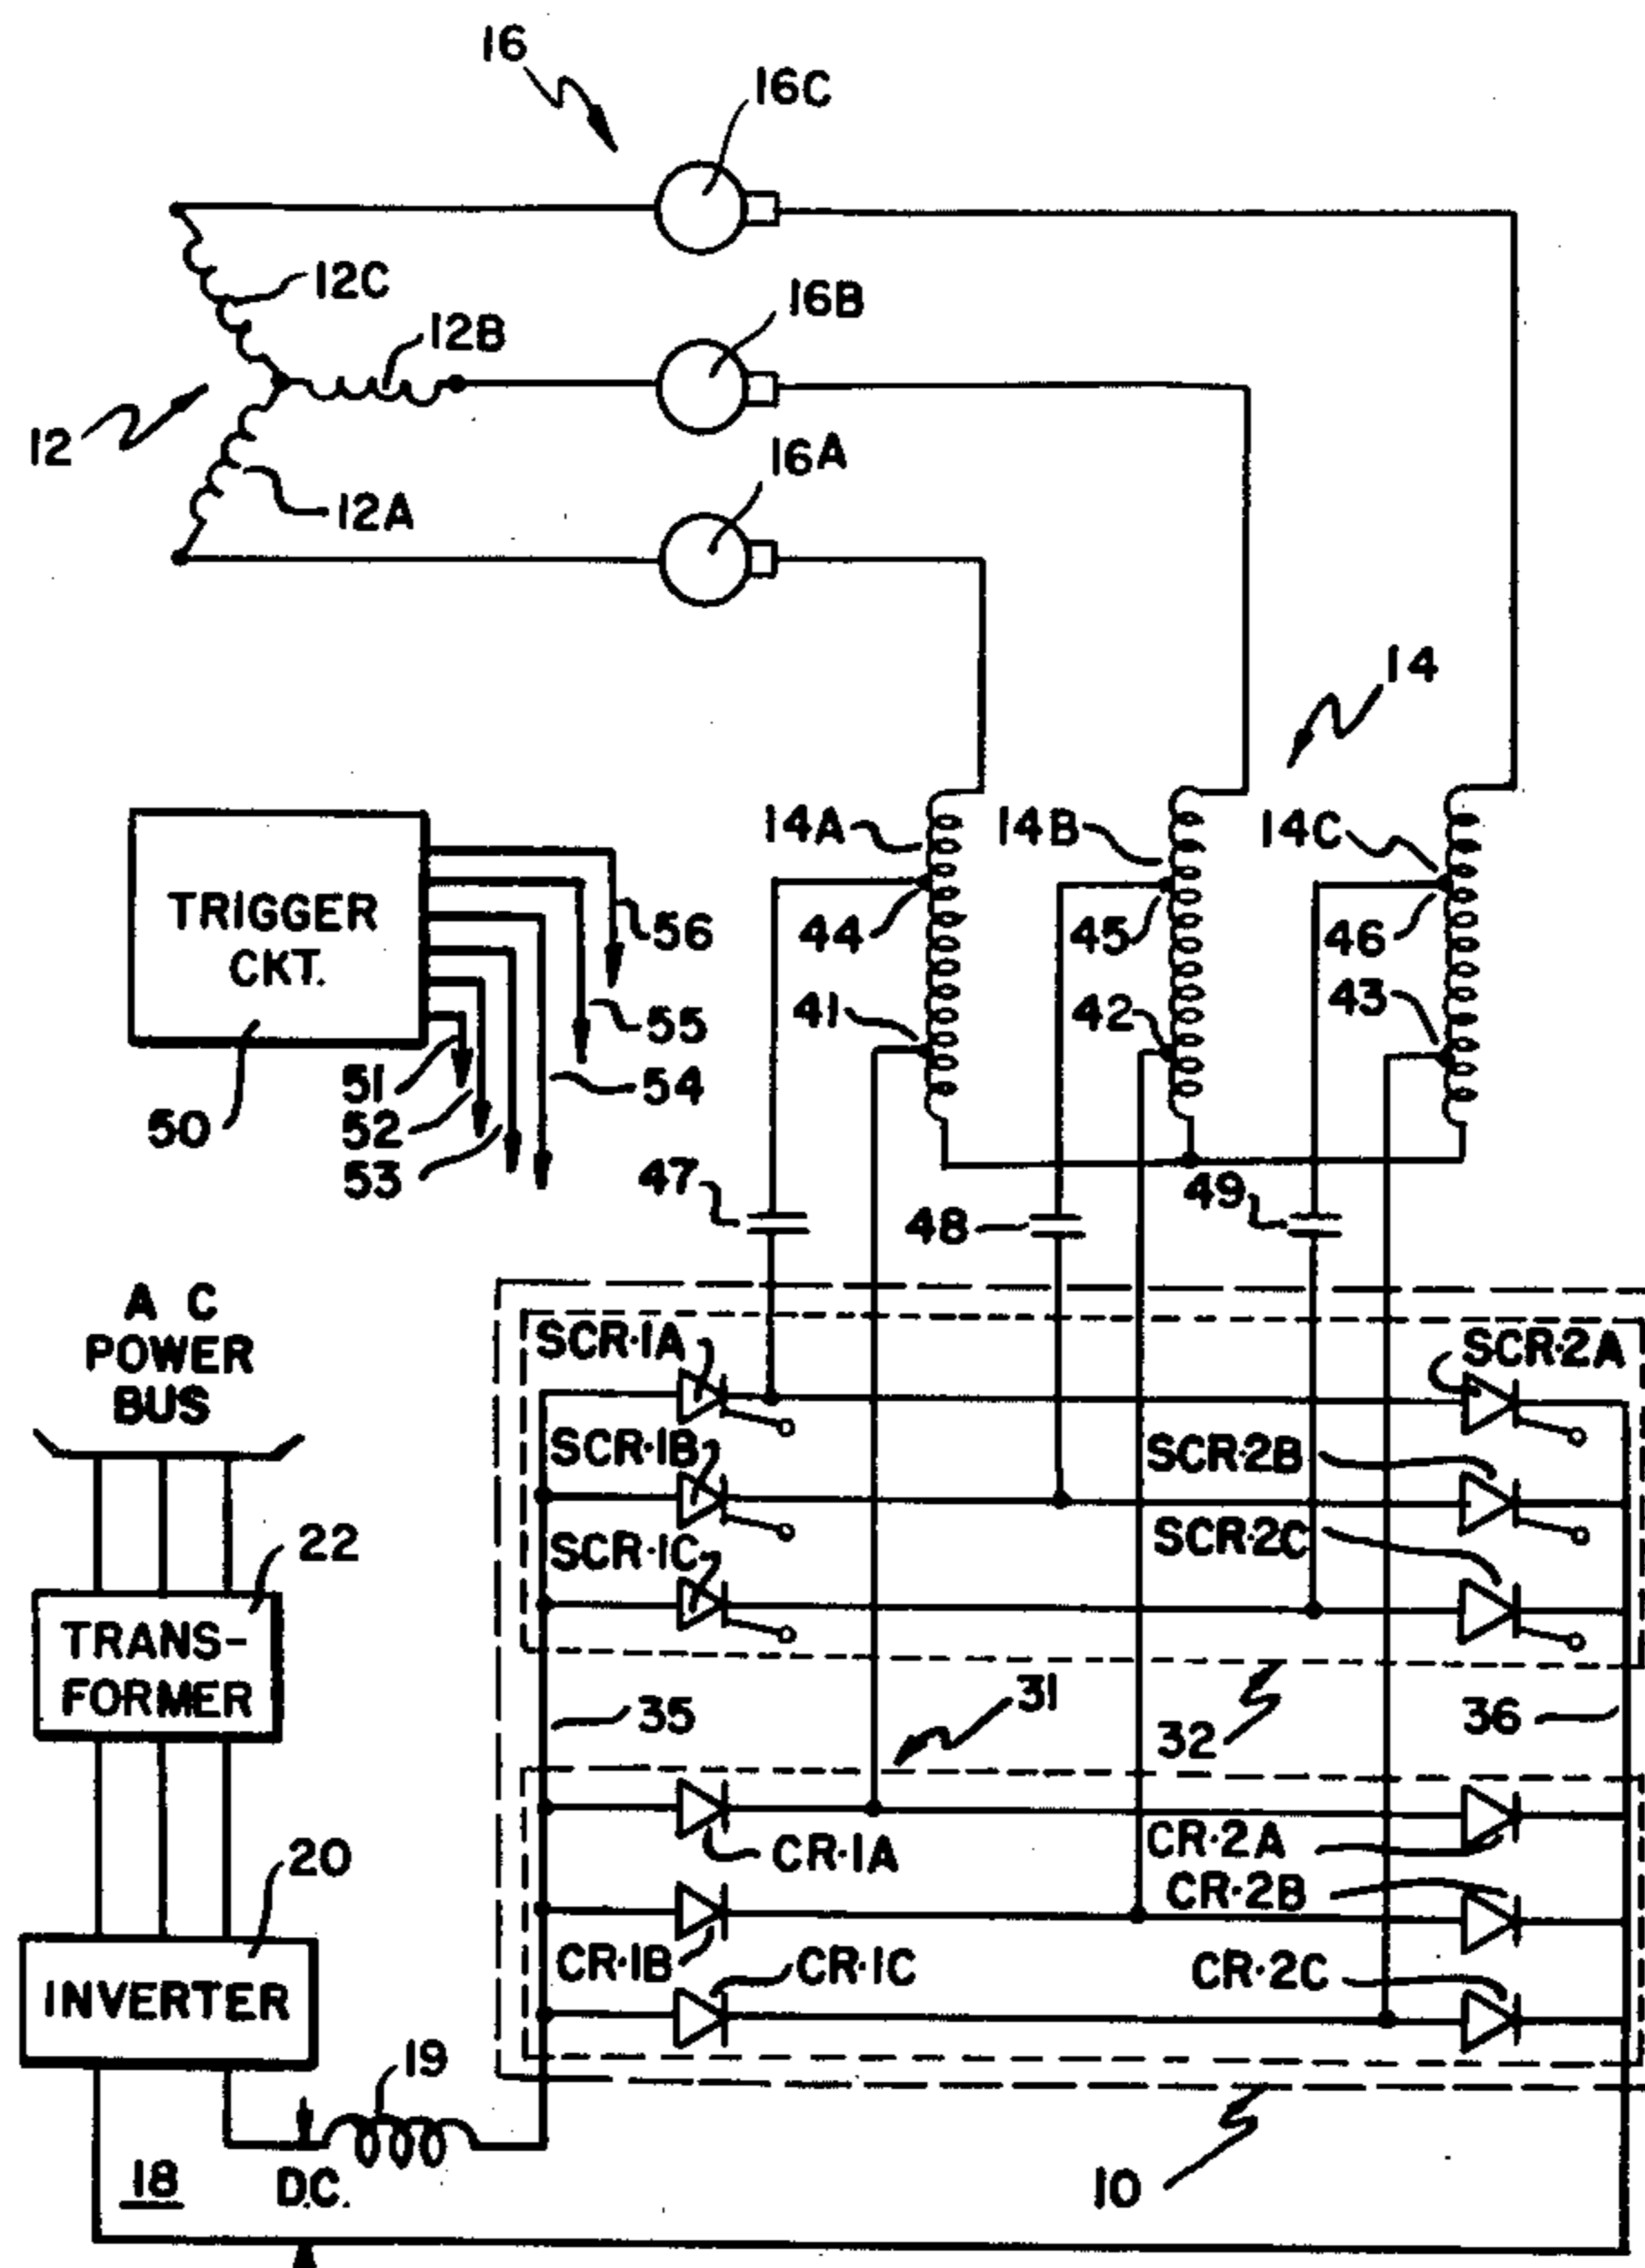 16
16C
12C
16B
12B
12
16A
12A
14
14A
14B
14C
TRIGGER
CKT.
56
44
45
46
55
41
42
43
51
54
50
52
53
47
48
49
A C
POWER
BUS
SCR·1A
SCR·2A
SCR·1B
SCR·2B
22
SCR·1C
SCR·2C
TRANS-
FORMER
35
31
32
36
20
CR·1A
CR·2A
CR·2B
CR·1B
CR·1C
CR·2C
INVERTER
19
18
D.C.
10